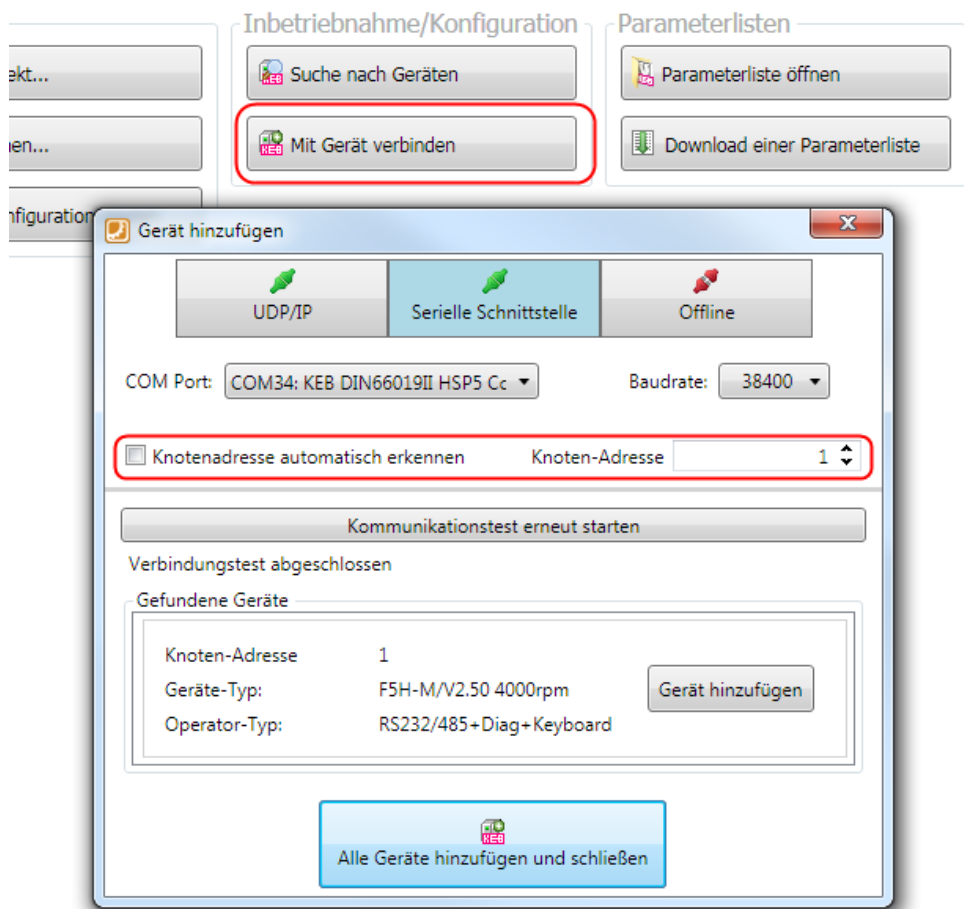 Inbetriebnahme/Konfiguration
Parameterlisten
ekt...
Suche nach Geräten
Parameterliste öffnen
en...
Mit Gerät verbinden
Download einer Parameterliste
nfiguration
Gerät hinzufügen
UDP/IP
Serielle Schnittstelle
Offline
COM Port:
COM34: KEB DIN66019II HSP5 Cc
Baudrate:
38400
Knotenadresse automatisch erkennen
Knoten-Adresse
1
Kommunikationstest erneut starten
Verbindungstest abgeschlossen
Gefundene Geräte
Knoten-Adresse
1
Geräte-Typ:
F5H-M/V2.50 4000rpm
Gerät hinzufügen
Operator-Typ:
RS232/485+Diag+Keyboard
KEB
Alle Geräte hinzufügen und schließen